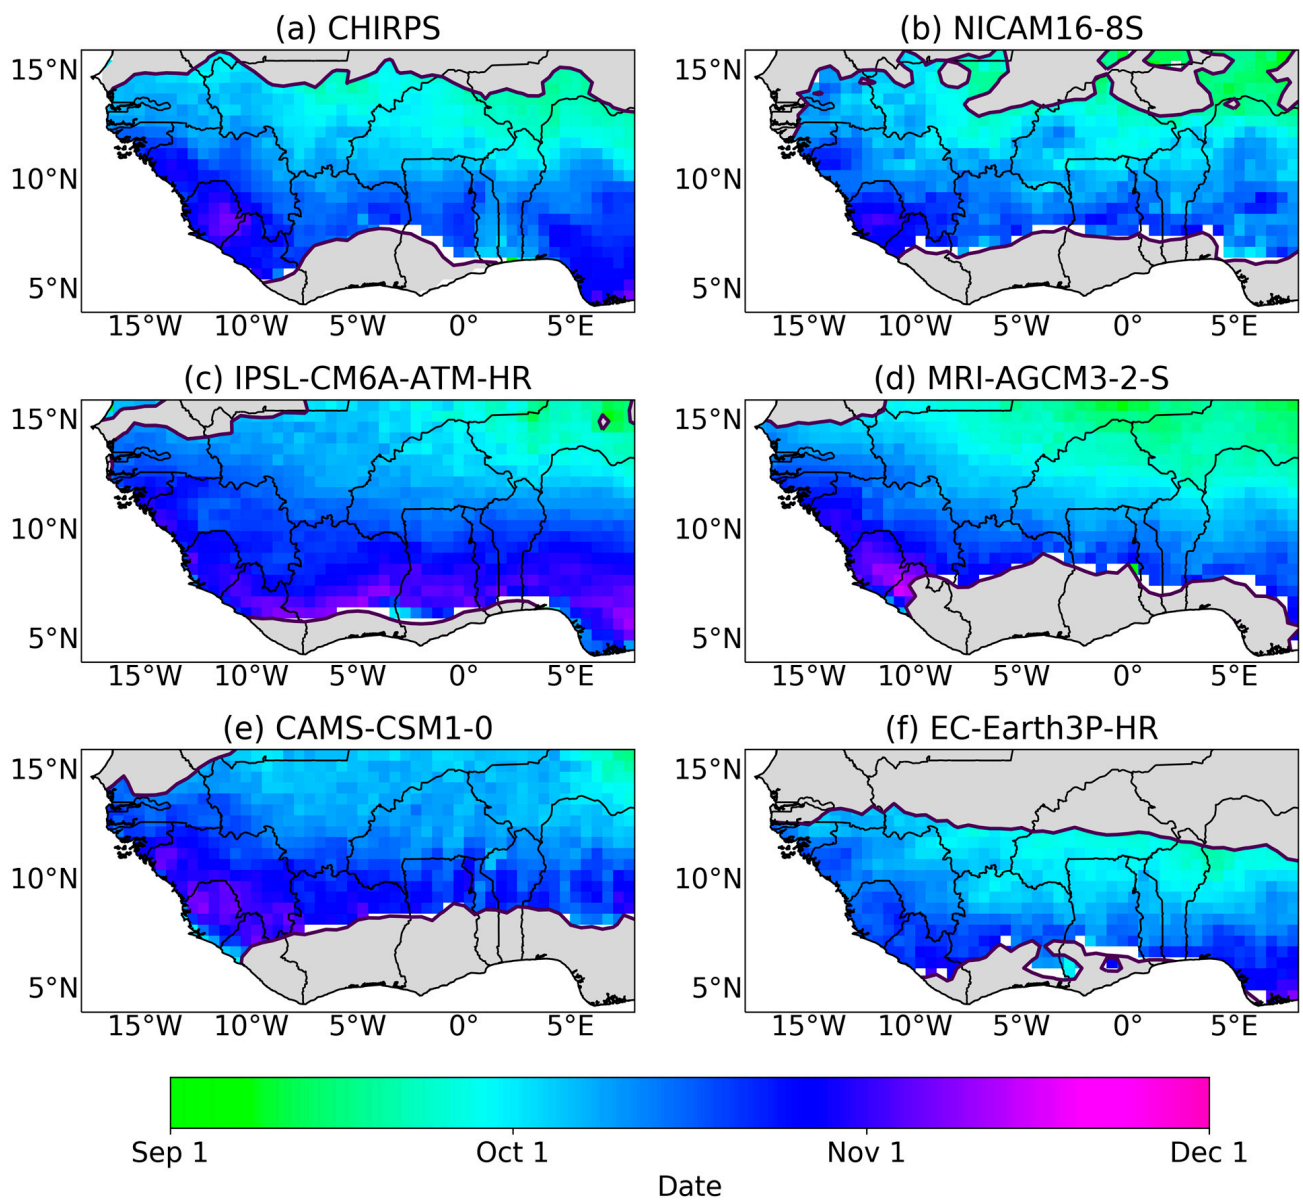 (a) CHIRPS
(b) NICAM16-8S
15°N
10°N
5°N
15°W 10°W 5°W 0° 5°E
15°N
10°N
5°N
15°W 10°W 5°W 0° 5°E
(c) IPSL-CM6A-ATM-HR
(d) MRI-AGCM3-2-S
15°N
10°N
5°N
15°W 10°W 5°W 0° 5°E
15°N
10°N
5°N
15°W 10°W 5°W 0° 5°E
(e) CAMS-CSM1-0
(f) EC-Earth3P-HR
15°N
10°N
5°N
15°W 10°W 5°W 0° 5°E
15°N
10°N
5°N
15°W 10°W 5°W 0° 5°E
Sep 1 Oct 1 Nov 1 Dec 1
Date